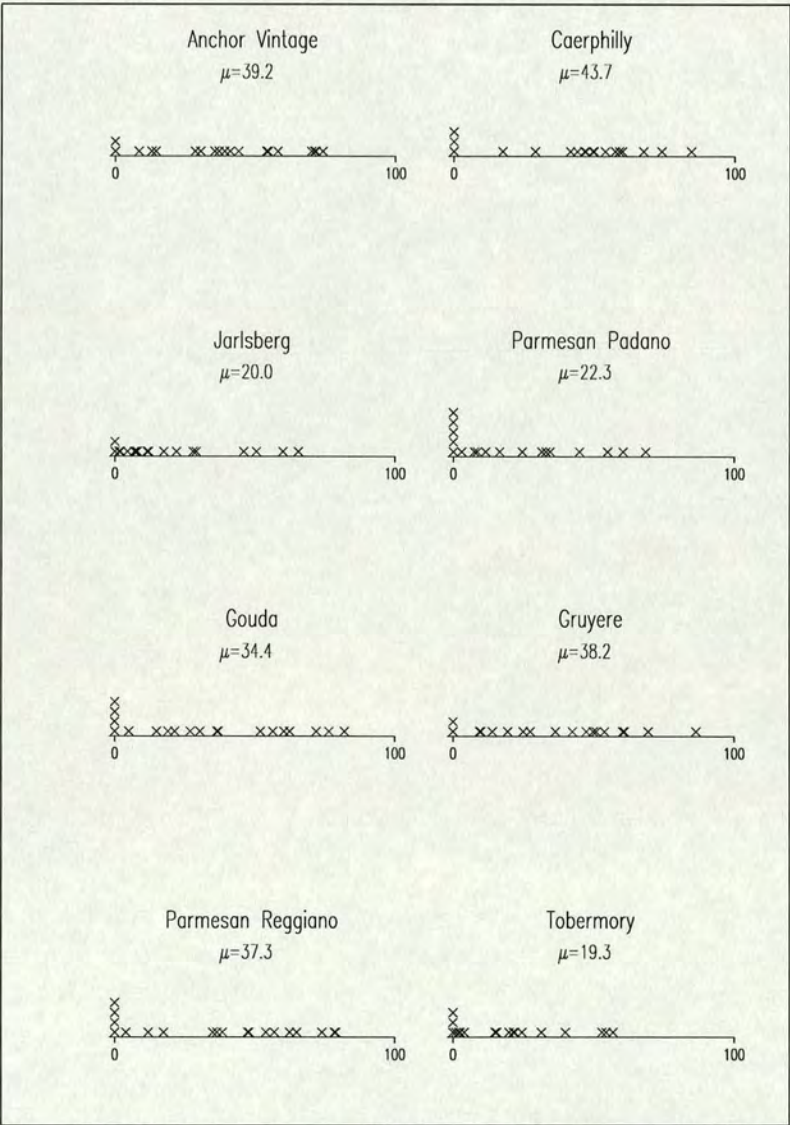 Anchor Vintage
μ=39.2
0 100
Caerphilly
μ=43.7
0 100
Jarlsberg
μ=20.0
0 100
Parmesan Padano
μ=22.3
0 100
Gouda
μ=34.4
0 100
Gruyere
μ=38.2
0 100
Parmesan Reggiano
μ=37.3
0 100
Tobermory
μ=19.3
0 100